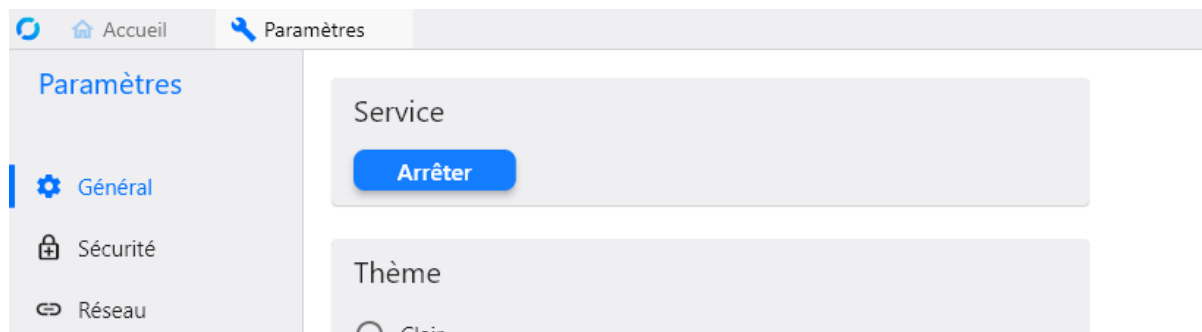 Accueil
Paramètres
Paramètres
Général
Sécurité
Réseau
Service
Arrêter
Thème